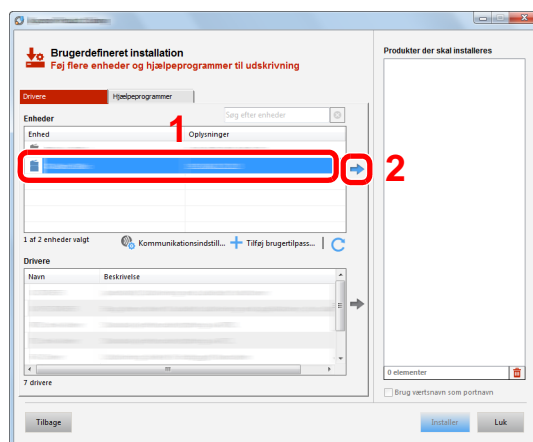 Brugerdefineret installation
Føj flere enheder og hjælpeprogrammer til udskrivning
Produkter der skal installeres
Drivere
Hjælpeprogrammer
Enheder
Søg efter enheder
1
Enhed
Oplysninger
2
1 af 2 enheder valgt
Kommunikationsindstill...
Tilføj brugertilpass...
Drivere
Navn
Beskrivelse
7 drivere
0 elementer
Brug værtsnavn som portnavn
Tilbage
Installer
Luk